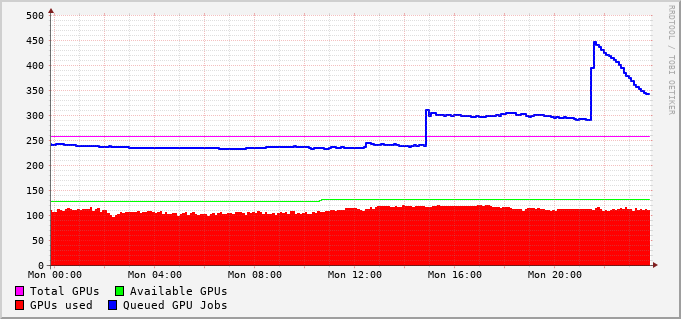 500
450
400
350
300
250
200
150
100
50
0
Mon 00:00 Mon 04:00 Mon 08:00 Mon 12:00 Mon 16:00 Mon 20:00
Total GPUs Available GPUs
GPUs used Queued GPU Jobs
RRDTOOL / TOBI OETIKER